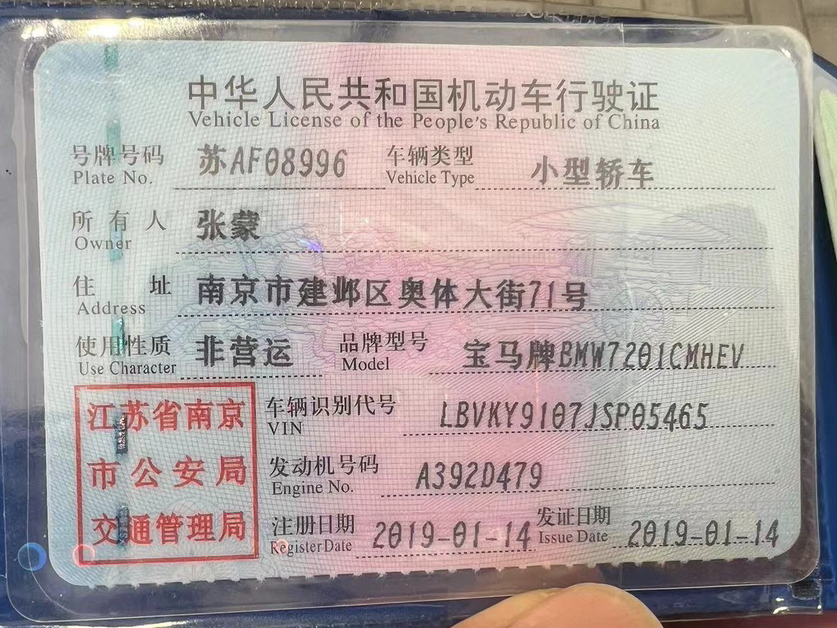 中华人民共和国机动车行驶证
Vehicle License of the People's Republic of China
号牌号码 苏AF08996 车辆类型 小型轿车
Plate No. Vehicle Type
所有人 张蒙
Owner
住址 南京市建邺区奥体大街71号
Address
使用性质 非营运 品牌型号 宝马牌BMW7201CMHEV
Use Character Model
江苏省南京 车辆识别代号 LBVKY9107JSP05465
VIN
市公安局 发动机号码 A392D479
Engine No.
交通管理局 注册日期 2019-01-14 发证日期 2019-01-14
Register Date Issue Date